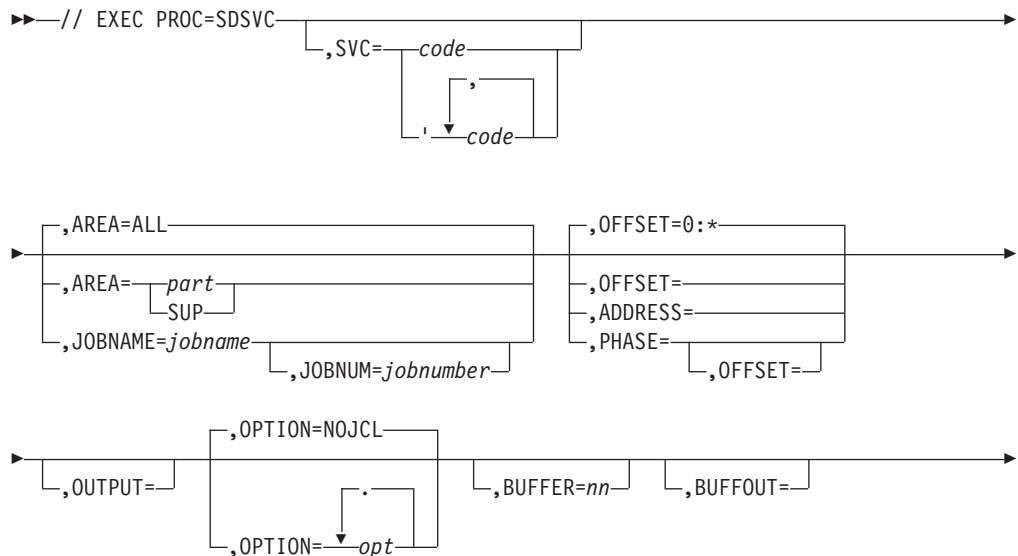 // EXEC PROC=SDSVC
,SVC= code
,
' code
,AREA=ALL ,OFFSET=0:*
,AREA= part ,OFFSET=
SUP ,ADDRESS=
,JOBNAME=jobname ,PHASE=
,JOBNUM=jobnumber ,OFFSET=
,OPTION=NOJCL
,OUTPUT= . ,BUFFER=nn ,BUFFOUT=
,OPTION= opt